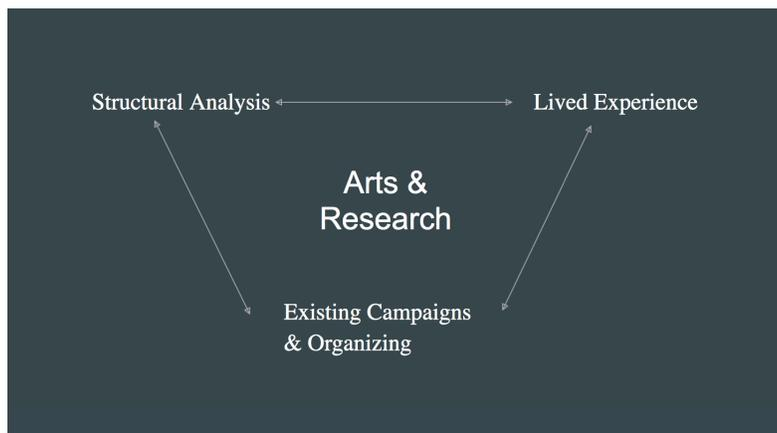 Structural Analysis
Lived Experience
Arts &
Research
Existing Campaigns
& Organizing